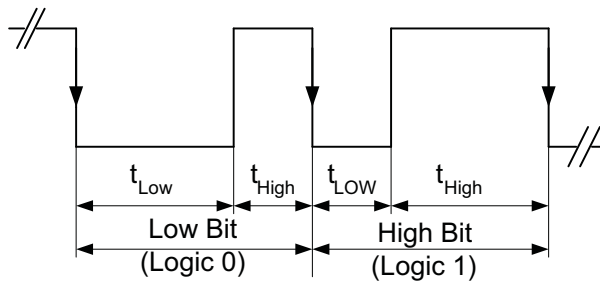 tLow tHigh tLOW tHigh
Low Bit High Bit
(Logic 0) (Logic 1)